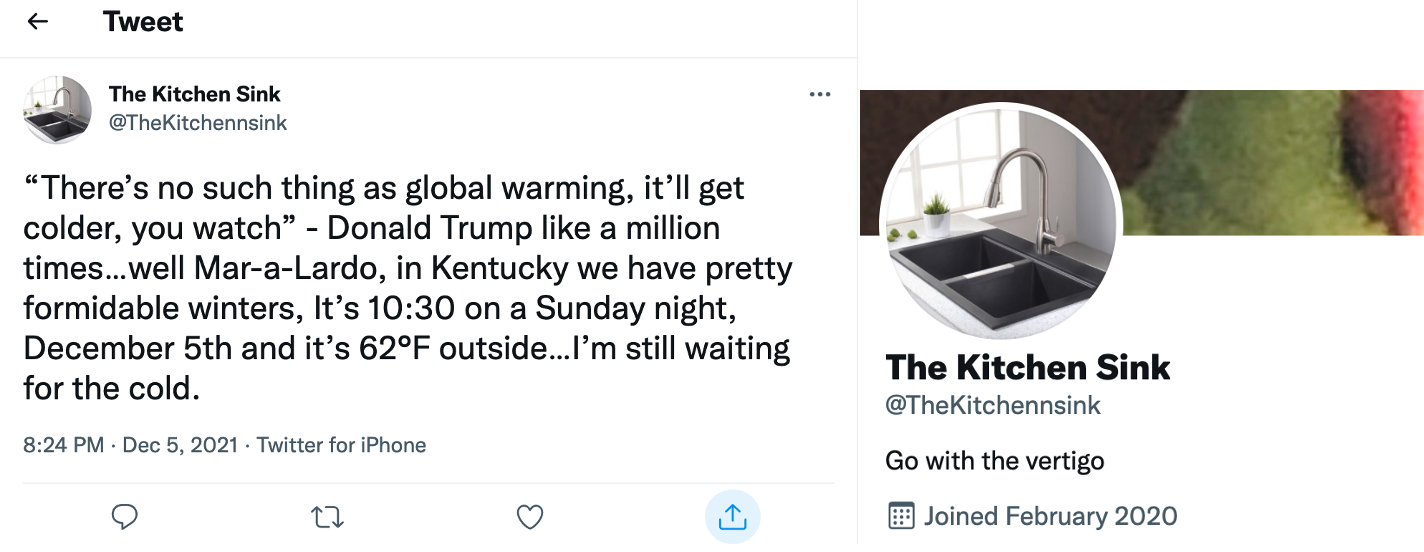 Tweet
The Kitchen Sink
@TheKitchennsink
“There’s no such thing as global warming, it’ll get
colder, you watch” - Donald Trump like a million
times…well Mar-a-Lardo, in Kentucky we have pretty
formidable winters, It’s 10:30 on a Sunday night,
December 5th and it’s 62°F outside…I’m still waiting
for the cold.
8:24 PM · Dec 5, 2021 · Twitter for iPhone
The Kitchen Sink
@TheKitchennsink
Go with the vertigo
Joined February 2020